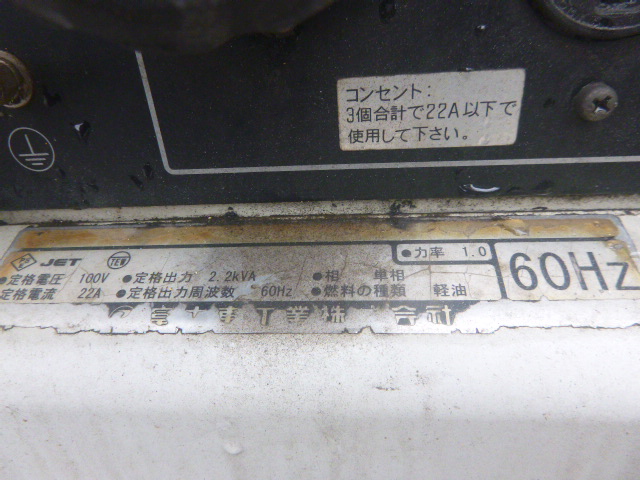 コンセント:
3個合計で22A以下で
使用して下さい。
JET TEW
●定格電圧 100V ●定格出力 2.2kVA ●相 単相 ●力率 1.0
定格電流 22A ●定格出力周波数 60Hz ●燃料の種類 軽油
60Hz